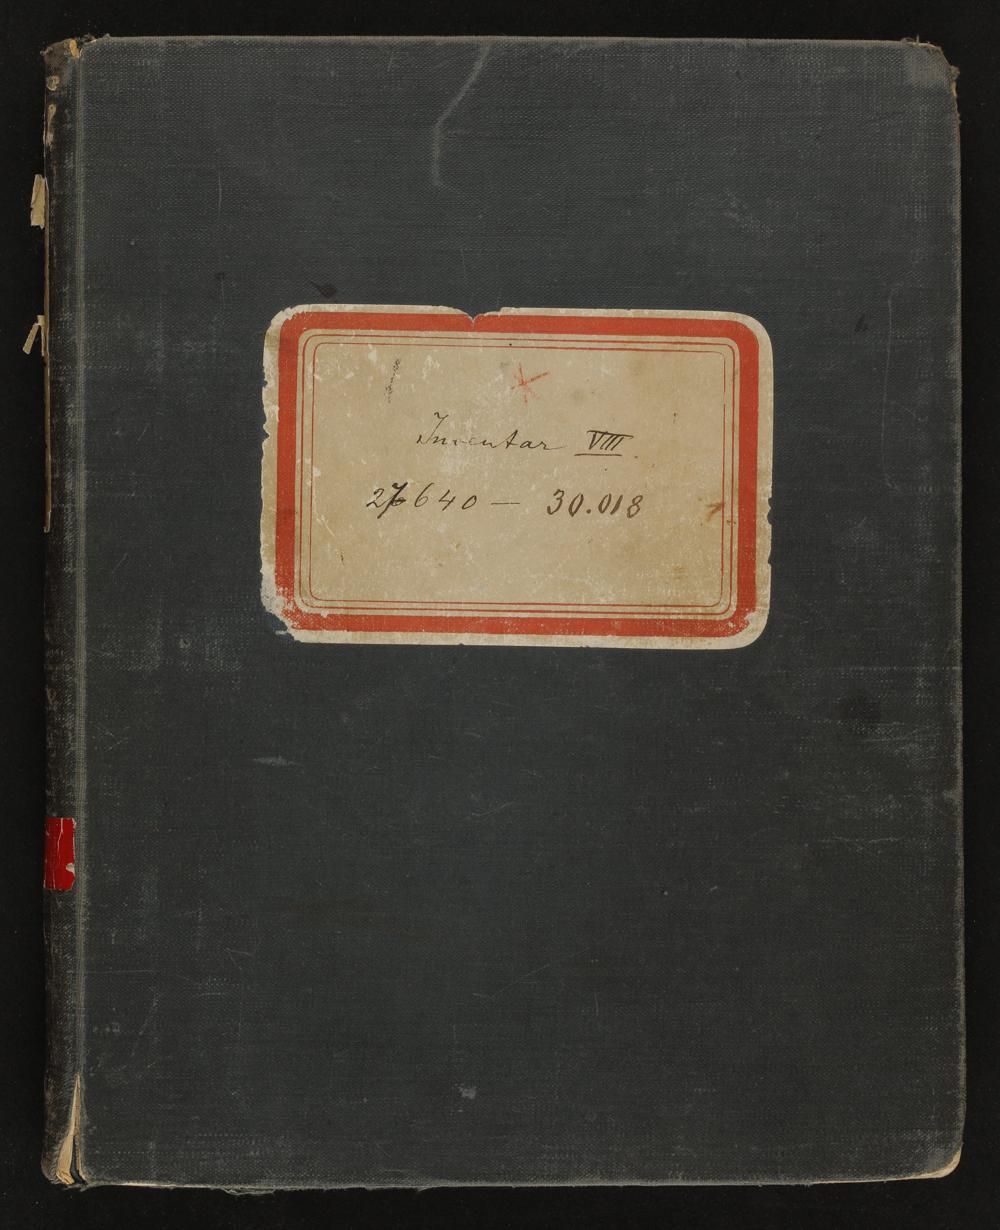 Inventar VIII.
27640 — 30.018